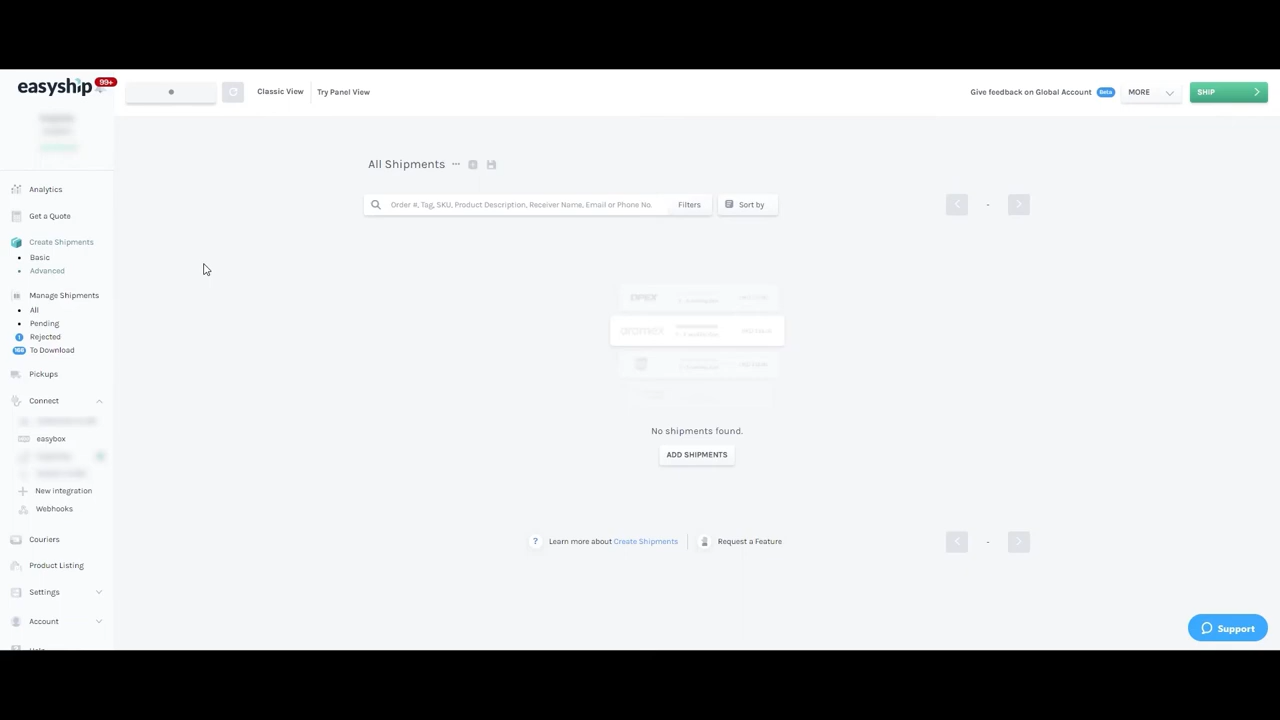 easyship
99+
Classic View
Try Panel View
Give feedback on Global Account
Beta
MORE
SHIP
Analytics
Get a Quote
Create Shipments
Basic
Advanced
Manage Shipments
All
Pending
1 Rejected
To Download
Pickups
Connect
easybox
New integration
Webhooks
Couriers
Product Listing
Settings
Account
Help
All Shipments
Order #, Tag, SKU, Product Description, Receiver Name, Email or Phone No.
Filters
Sort by
-
aramex
No shipments found.
ADD SHIPMENTS
? Learn more about Create Shipments
Request a Feature
-
Support